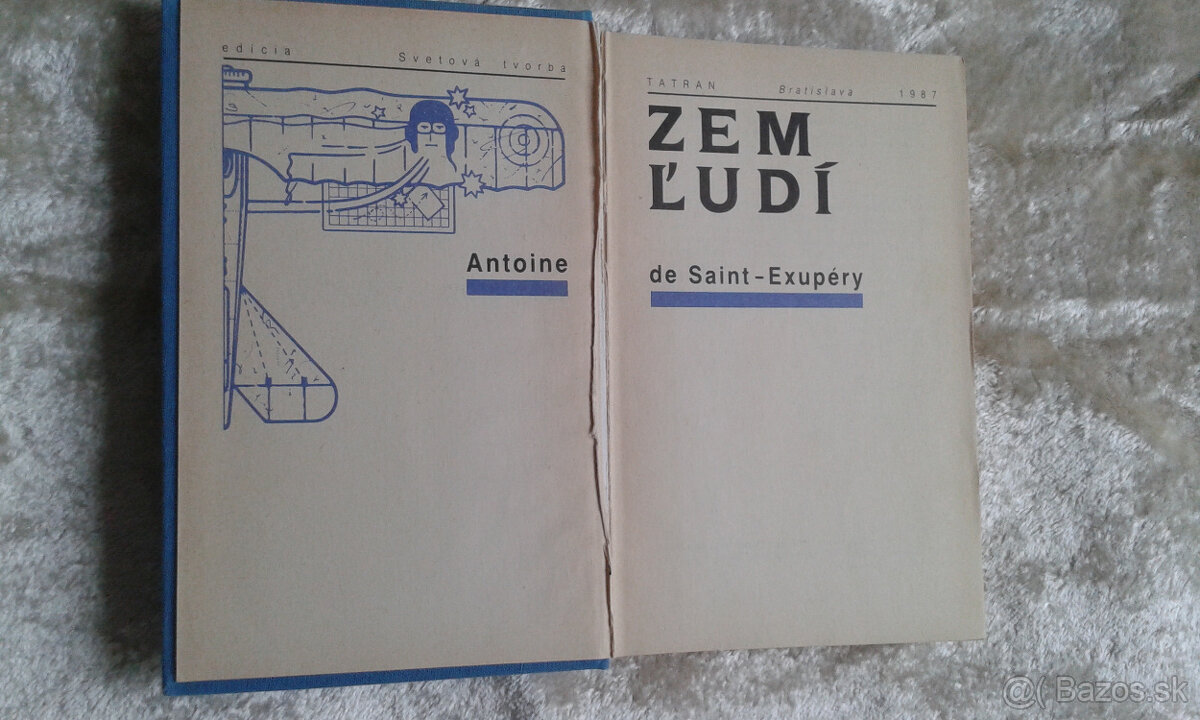 edícia Svetová tvorba
Antoine
TATRAN Bratislava 1987
ZEM
ĽUDÍ
de Saint-Exupéry
@( Bazos.sk